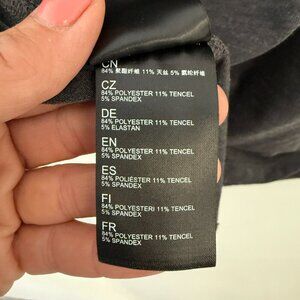 CN
84% 聚酯纤维 11% 天丝 5% 氨纶纤维
CZ
84% POLYESTER 11% TENCEL
5% SPANDEX
DE
84% POLYESTER 11% TENCEL
5% ELASTAN
EN
84% POLYESTER 11% TENCEL
5% SPANDEX
ES
84% POLIÉSTER 11% TENCEL
5% SPANDEX
FI
84% POLYESTERI 11% TENCEL
5% SPANDEX
FR
84% POLYESTER 11% TENCEL
5% SPANDEX